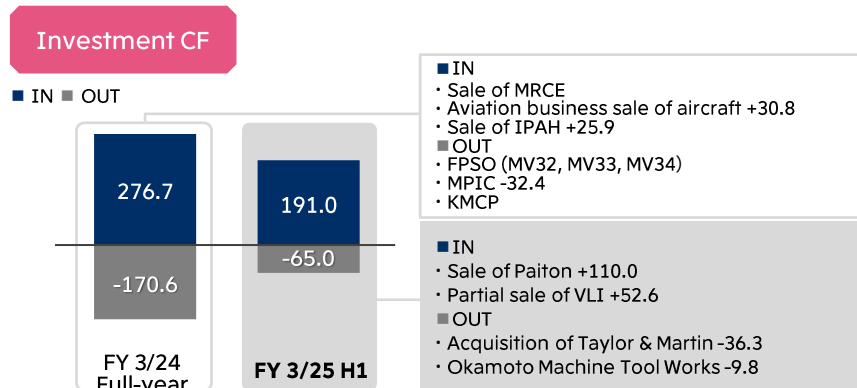 Investment CF
■ IN ■ OUT
276.7
-170.6
FY 3/24
Full-year
191.0
-65.0
FY 3/25 H1
■IN
・Sale of MRCE
・Aviation business sale of aircraft +30.8
・Sale of IPAH +25.9
■OUT
・FPSO (MV32, MV33, MV34)
・MPIC -32.4
・KMCP
■IN
・Sale of Paiton +110.0
・Partial sale of VLI +52.6
■OUT
・Acquisition of Taylor & Martin -36.3
・Okamoto Machine Tool Works -9.8